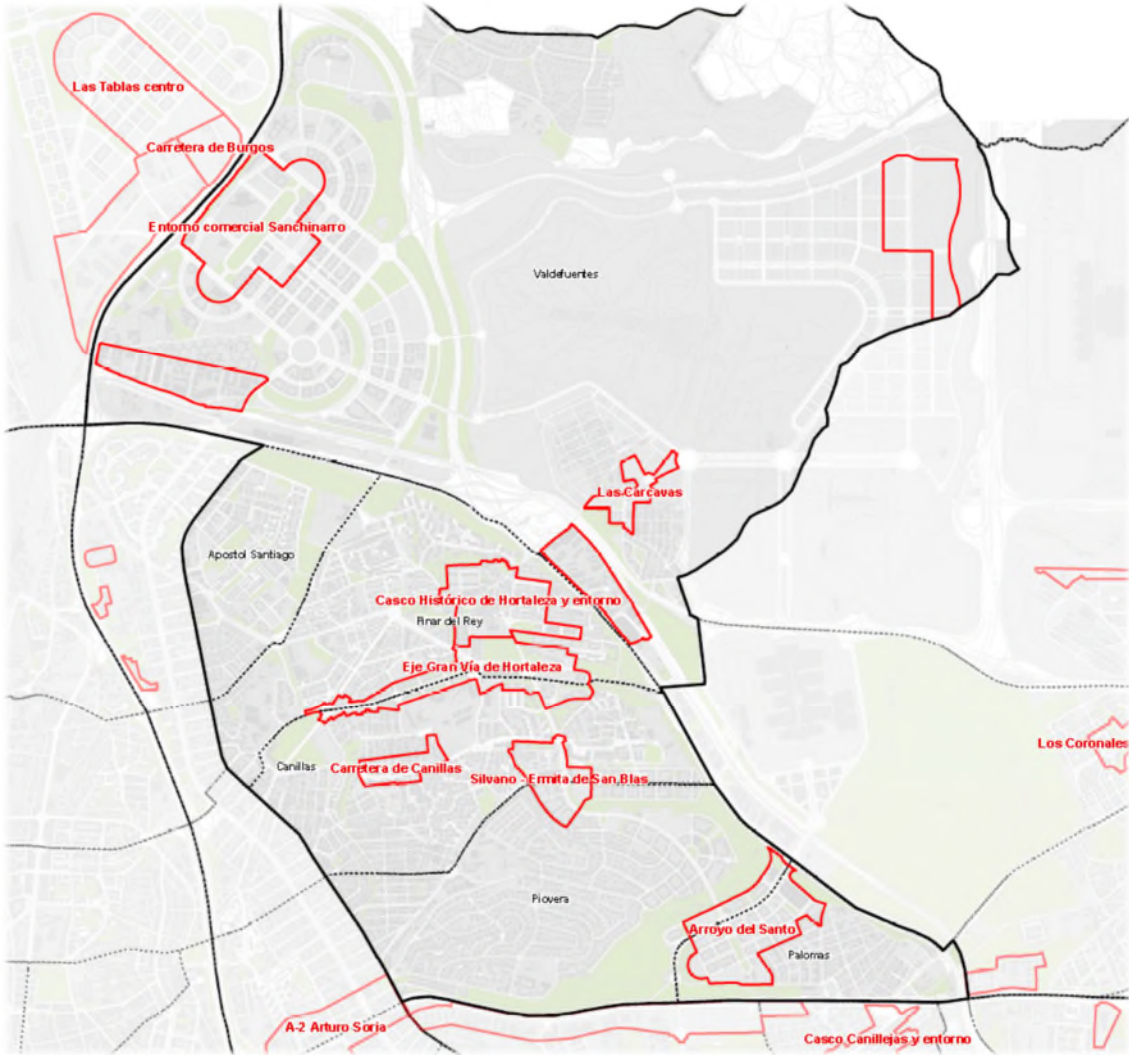 Las Tablas centro
Carretera de Burgos
Entorno comercial Sanchinarro
Valdefuentes
Las Carcavas
Apostol Santiago
Casco Histórico de Hortaleza y entorno
Pinar del Rey
Eje Gran Vía de Hortaleza
Los Coronales
Canillas
Carretera de Canillas
Silvano - Ermita de San Blas
Piovera
Arroyo del Santo
Palomas
A-2 Arturo Soria
Casco Canillejas y entorno